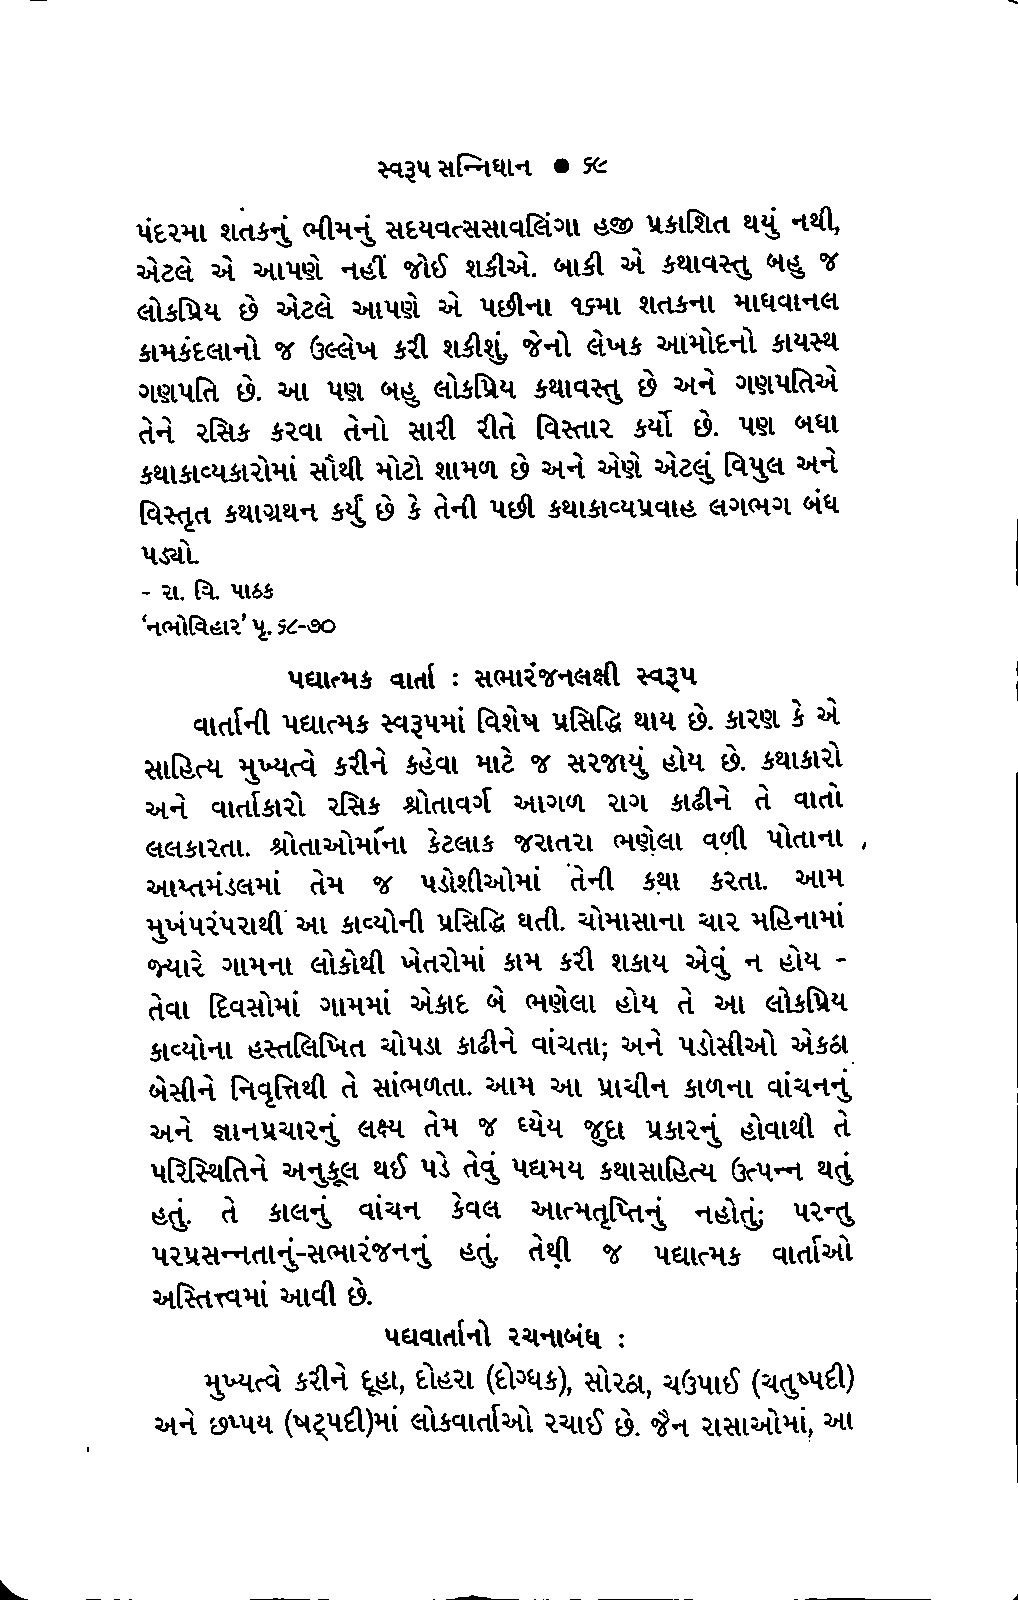 સ્વરૂપ સન્નિધાન ● ૬૯
પંદરમા શતકનું ભીમનું સદયવત્સસાવલિંગા હજી પ્રકાશિત થયું નથી,
એટલે એ આપણે નહીં જોઈ શકીએ. બાકી એ કથાવસ્તુ બહુ જ
લોકપ્રિય છે એટલે આપણે એ પછીના ૧૬મા શતકના માધવાનલ
કામકંદલાનો જ ઉલ્લેખ કરી શકીશું, જેનો લેખક આમોદનો કાયસ્થ
ગણપતિ છે. આ પણ બહુ લોકપ્રિય કથાવસ્તુ છે અને ગણપતિએ
તેને રસિક કરવા તેનો સારી રીતે વિસ્તાર કર્યો છે. પણ બધા
કથાકાવ્યકારોમાં સૌથી મોટો શામળ છે અને એણે એટલું વિપુલ અને
વિસ્તૃત કથાગ્રથન કર્યું છે કે તેની પછી કથાકાવ્યપ્રવાહ લગભગ બંધ
પડ્યો.
- રા. વિ. પાઠક
‘નભોવિહાર’ પૃ. ૬૮-૭૦
પદ્યાત્મક વાર્તા : સભારંજનલક્ષી સ્વરૂપ
વાર્તાની પદ્યાત્મક સ્વરૂપમાં વિશેષ પ્રસિદ્ધિ થાય છે. કારણ કે એ
સાહિત્ય મુખ્યત્વે કરીને કહેવા માટે જ સરજાયું હોય છે. કથાકારો
અને વાર્તાકારો રસિક શ્રોતાવર્ગ આગળ રાગ કાઢીને તે વાતો
લલકારતા. શ્રોતાઓમાંના કેટલાક જરાતરા ભણેલા વળી પોતાના
આપ્તમંડલમાં તેમ જ પડોશીઓમાં તેની કથા કરતા. આમ
મુખપરંપરાથી આ કાવ્યોની પ્રસિદ્ધિ થતી. ચોમાસાના ચાર મહિનામાં
જ્યારે ગામના લોકોથી ખેતરોમાં કામ કરી શકાય એવું ન હોય -
તેવા દિવસોમાં ગામમાં એકાદ બે ભણેલા હોય તે આ લોકપ્રિય
કાવ્યોના હસ્તલિખિત ચોપડા કાઢીને વાંચતા; અને પડોસીઓ એકઠા
બેસીને નિવૃત્તિથી તે સાંભળતા. આમ આ પ્રાચીન કાળના વાંચનનું
અને જ્ઞાનપ્રચારનું લક્ષ્ય તેમ જ ધ્યેય જુદા પ્રકારનું હોવાથી તે
પરિસ્થિતિને અનુકૂલ થઈ પડે તેવું પદ્યમય કથાસાહિત્ય ઉત્પન્ન થતું
હતું. તે કાલનું વાંચન કેવલ આત્મતૃપ્તિનું નહોતું; પરન્તુ
પરપ્રસન્નતાનું-સભારંજનનું હતું. તેથી જ પદ્યાત્મક વાર્તાઓ
અસ્તિત્ત્વમાં આવી છે.
પદ્યવાર્તાનો રચનાબંધ :
મુખ્યત્વે કરીને દૂહા, દોહરા (દોગ્ધક), સોરઠા, ચઉપાઈ (ચતુષ્પદી)
અને છપ્પય (ષટ્પદી)માં લોકવાર્તાઓ રચાઈ છે. જૈન રાસાઓમાં, આ